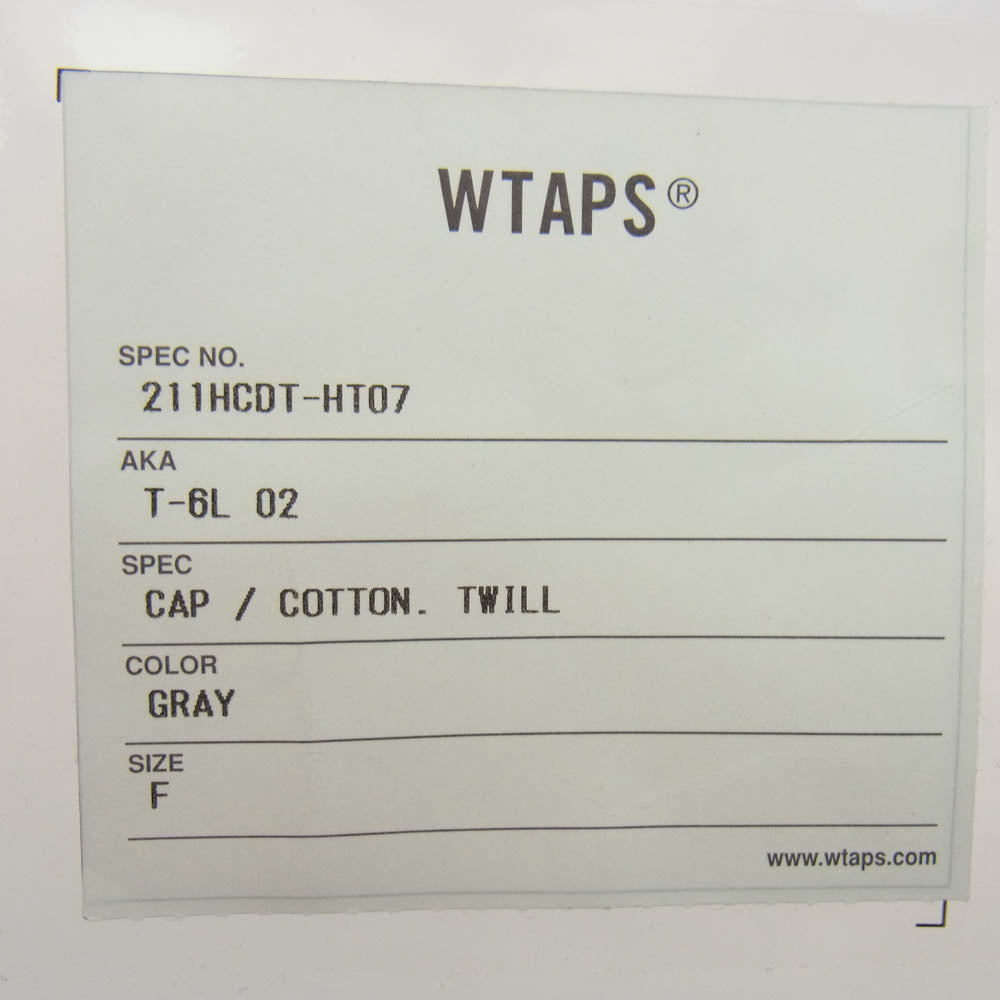 WTAPS®
SPEC NO.
211HCDT-HT07
AKA
T-6L 02
SPEC
CAP / COTTON. TWILL
COLOR
GRAY
SIZE
F
www.wtaps.com